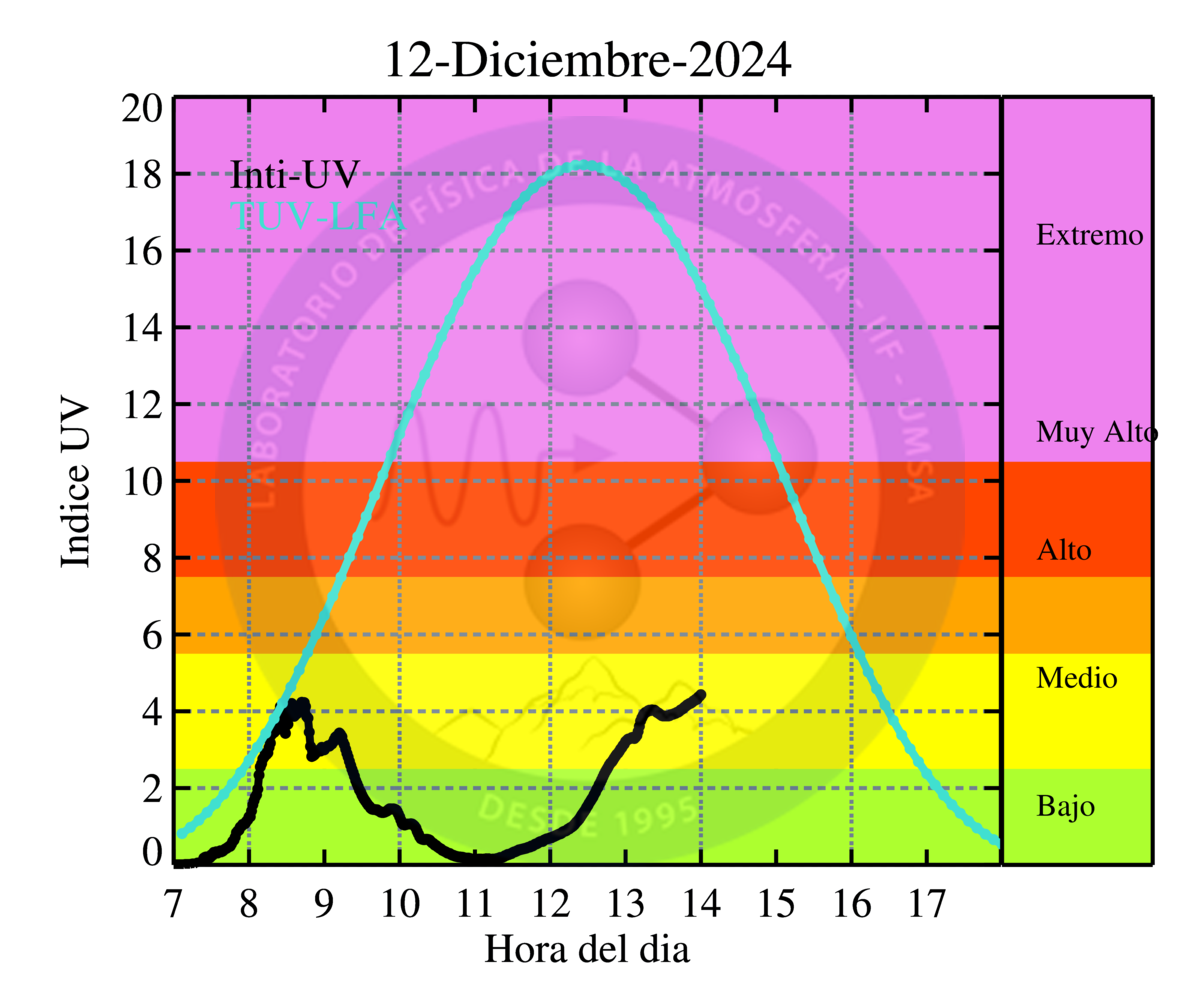 12-Diciembre-2024
Inti-UV
TUV-LFA
LABORATORIO DE FÍSICA DE LA ATMÓSFERA - IIF - UMSA
DESDE 1995
Indice UV
20
18
16
14
12
10
8
6
4
2
0
Extremo
Muy Alto
Alto
Medio
Bajo
7 8 9 10 11 12 13 14 15 16 17
Hora del dia